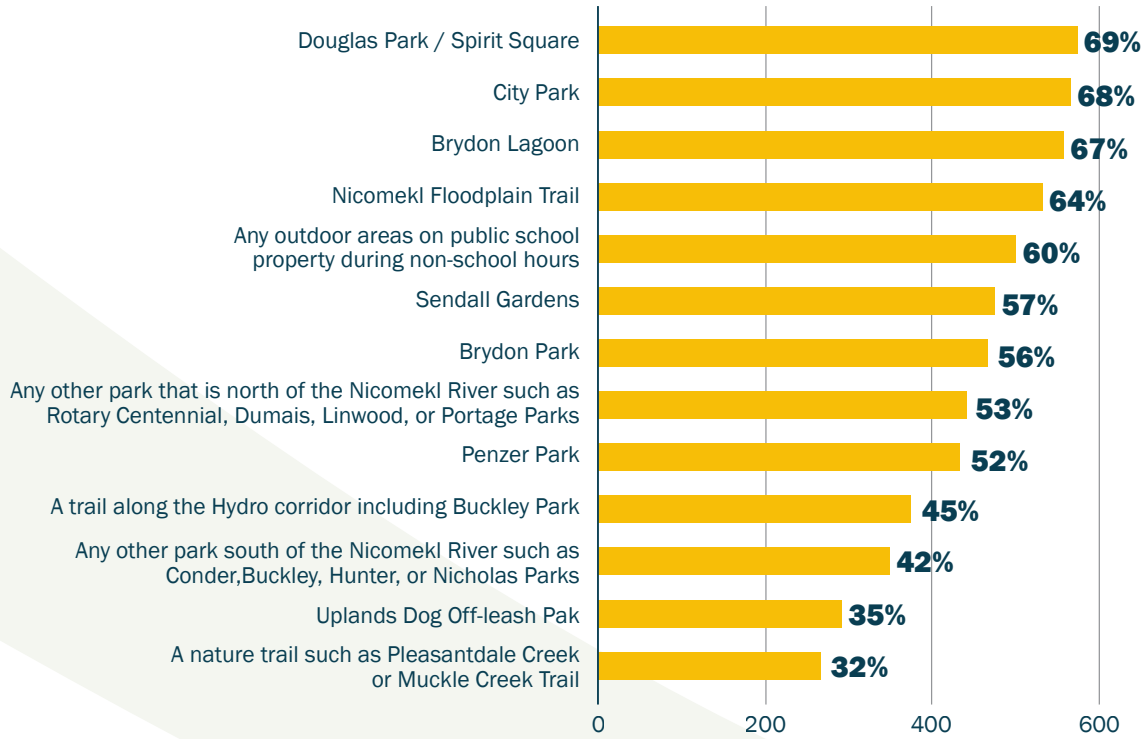 Douglas Park / Spirit Square
69%
City Park
68%
Brydon Lagoon
67%
Nicomekl Floodplain Trail
64%
Any outdoor areas on public school
property during non-school hours
60%
Sendall Gardens
57%
Brydon Park
56%
Any other park that is north of the Nicomekl River such as
Rotary Centennial, Dumais, Linwood, or Portage Parks
53%
Penzer Park
52%
A trail along the Hydro corridor including Buckley Park
45%
Any other park south of the Nicomekl River such as
Conder,Buckley, Hunter, or Nicholas Parks
42%
Uplands Dog Off-leash Pak
35%
A nature trail such as Pleasantdale Creek
or Muckle Creek Trail
32%
0 200 400 600